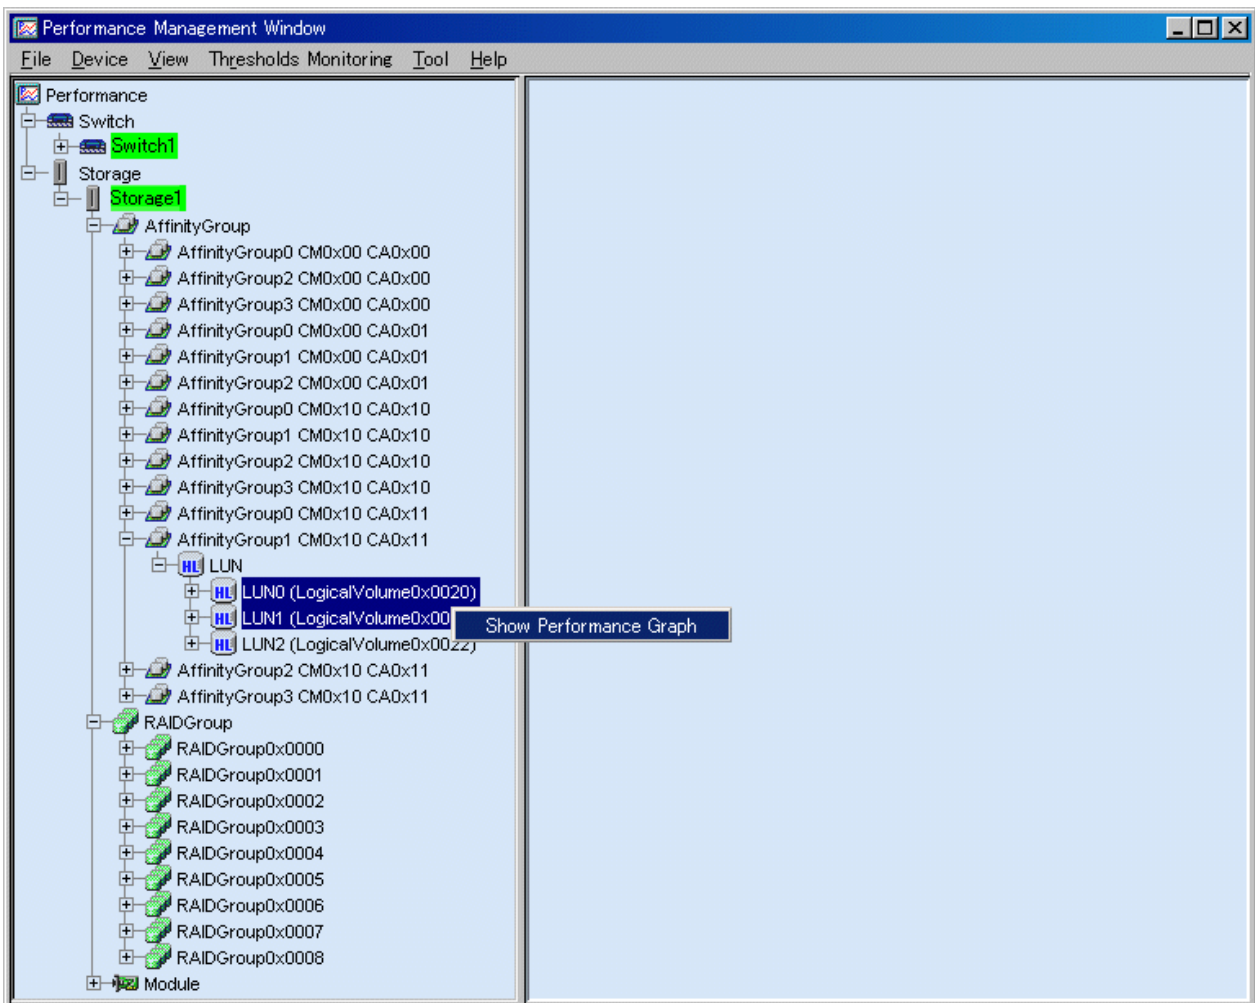 Performance Management Window
File Device View Thresholds Monitoring Tool Help
Performance
Switch
Switch1
Storage
Storage1
AffinityGroup
AffinityGroup0 CM0x00 CA0x00
AffinityGroup2 CM0x00 CA0x00
AffinityGroup3 CM0x00 CA0x00
AffinityGroup0 CM0x00 CA0x01
AffinityGroup1 CM0x00 CA0x01
AffinityGroup2 CM0x00 CA0x01
AffinityGroup0 CM0x10 CA0x10
AffinityGroup1 CM0x10 CA0x10
AffinityGroup2 CM0x10 CA0x10
AffinityGroup3 CM0x10 CA0x10
AffinityGroup0 CM0x10 CA0x11
AffinityGroup1 CM0x10 CA0x11
HL LUN
HL LUN0 (LogicalVolume0x0020)
HL LUN1 (LogicalVolume0x00
Show Performance Graph
HL LUN2 (LogicalVolume0x0022)
AffinityGroup2 CM0x10 CA0x11
AffinityGroup3 CM0x10 CA0x11
RAIDGroup
RAIDGroup0x0000
RAIDGroup0x0001
RAIDGroup0x0002
RAIDGroup0x0003
RAIDGroup0x0004
RAIDGroup0x0005
RAIDGroup0x0006
RAIDGroup0x0007
RAIDGroup0x0008
Module